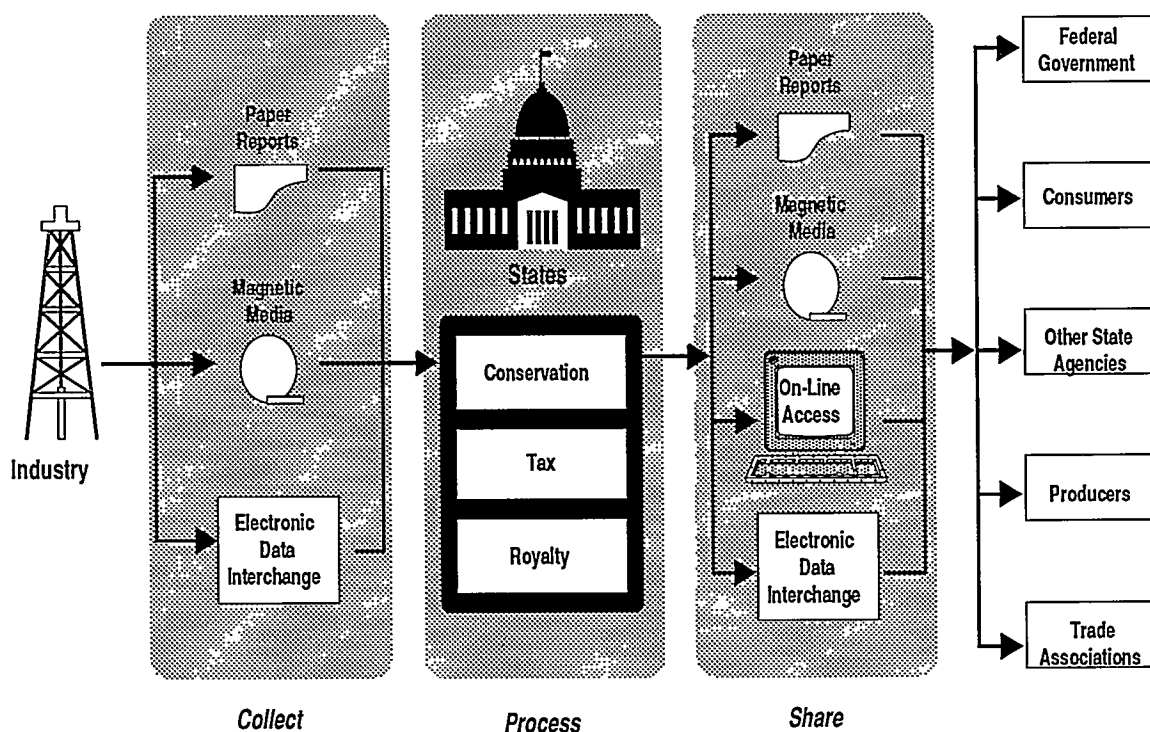 Industry
Paper
Reports
Magnetic
Media
Electronic
Data
Interchange
Collect
States
Conservation
Tax
Royalty
Process
Paper
Reports
Magnetic
Media
On-Line
Access
Electronic
Data
Interchange
Share
Federal
Government
Consumers
Other State
Agencies
Producers
Trade
Associations